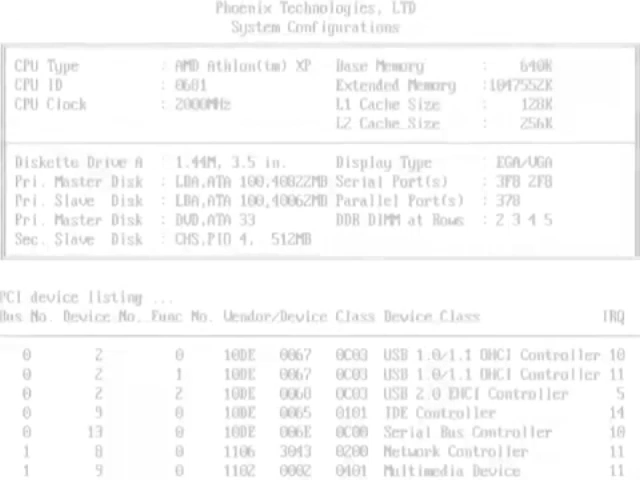 Phoenix Technologies, LTD
System Configurations
CPU Type : AMD Athlon(tm) XP Base Memory : 640K
CPU ID : 0681 Extended Memory :1047552K
CPU Clock : 2000MHz L1 Cache Size : 128K
L2 Cache Size : 256K
Diskette Drive A : 1.44M, 3.5 in. Display Type : EGA/VGA
Pri. Master Disk : LBA,ATA 100,40822MB Serial Port(s) : 3F8 2F8
Pri. Slave Disk : LBA,ATA 100,40062MB Parallel Port(s) : 378
Pri. Master Disk : DVD,ATA 33 DDR DIMM at Rows : 2 3 4 5
Sec. Slave Disk : CHS,PIO 4, 512MB
PCI device listing ...
Bus No. Device No. Func No. Vendor/Device Class Device Class IRQ
0 2 0 10DE 0067 0C03 USB 1.0/1.1 OHCI Controller 10
0 2 1 10DE 0067 0C03 USB 1.0/1.1 OHCI Controller 11
0 2 2 10DE 0068 0C03 USB 2.0 EHCI Controller 5
0 9 0 10DE 0065 0101 IDE Controller 14
0 13 0 10DE 006E 0C00 Serial Bus Controller 10
1 8 0 1106 3043 0200 Network Controller 11
1 9 0 1102 0002 0401 Multimedia Device 11